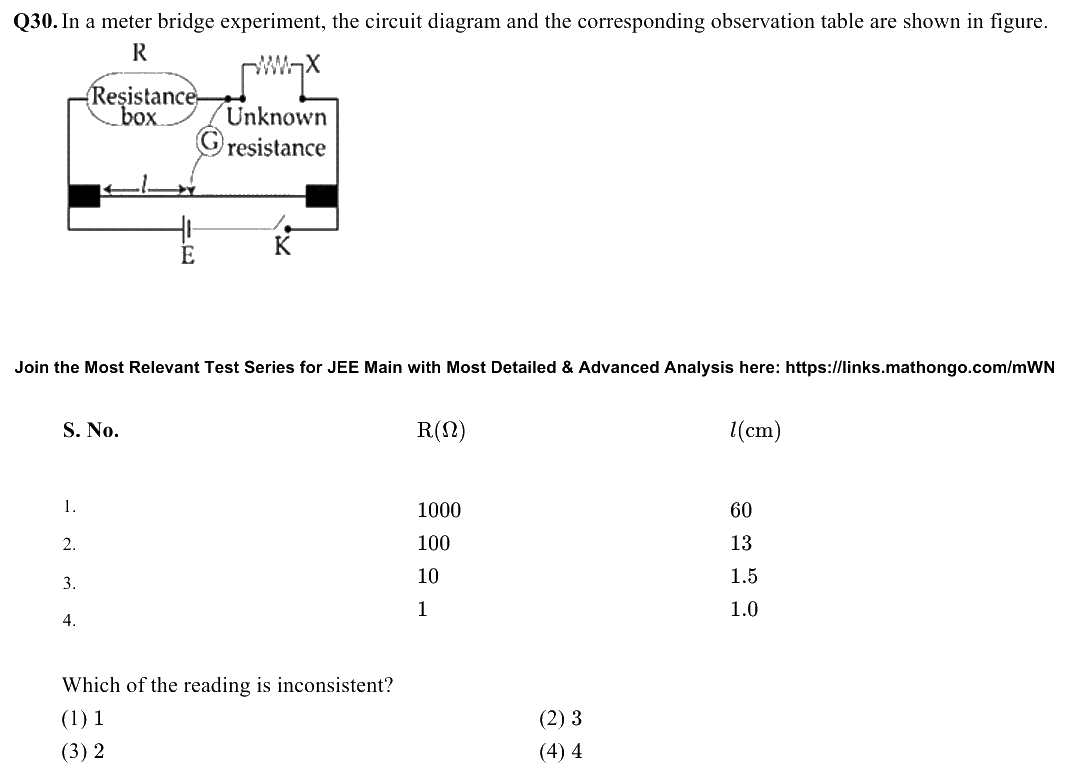 Q30. In a meter bridge experiment, the circuit diagram and the corresponding observation table are shown in figure.
R
X
Resistance
box
Unknown
G
resistance
l
E
K
Join the Most Relevant Test Series for JEE Main with Most Detailed & Advanced Analysis here: https://links.mathongo.com/mWN
S. No. R(Ω) l(cm)
1. 1000 60
2. 100 13
3. 10 1.5
4. 1 1.0
Which of the reading is inconsistent?
(1) 1 (2) 3
(3) 2 (4) 4